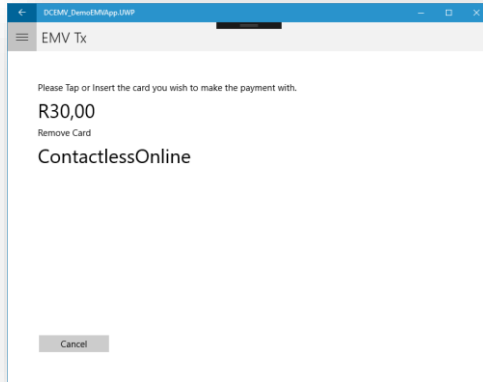 DCEMV_DemoEMVApp.UWP
EMV Tx
Please Tap or Insert the card you wish to make the payment with.
R30,00
Remove Card
ContactlessOnline
Cancel